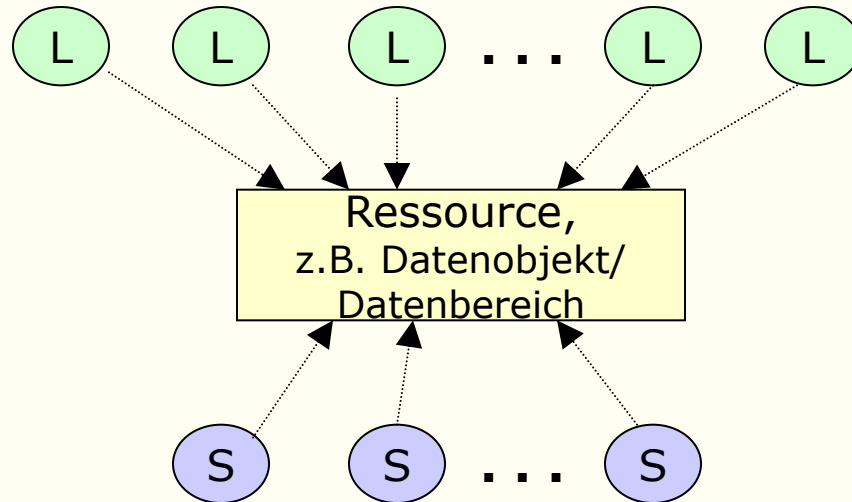 L L L ... L L
Ressource,
z.B. Datenobjekt/
Datenbereich
S S ... S